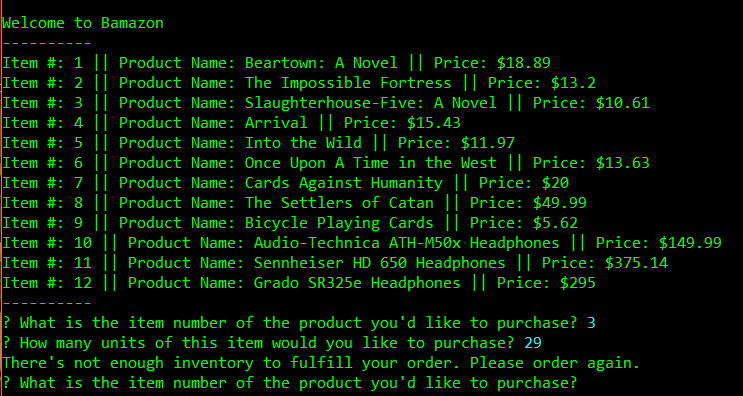 Welcome to Bamazon
----------
Item #: 1 || Product Name: Beartown: A Novel || Price: $18.89
Item #: 2 || Product Name: The Impossible Fortress || Price: $13.2
Item #: 3 || Product Name: Slaughterhouse-Five: A Novel || Price: $10.61
Item #: 4 || Product Name: Arrival || Price: $15.43
Item #: 5 || Product Name: Into the Wild || Price: $11.97
Item #: 6 || Product Name: Once Upon A Time in the West || Price: $13.63
Item #: 7 || Product Name: Cards Against Humanity || Price: $20
Item #: 8 || Product Name: The Settlers of Catan || Price: $49.99
Item #: 9 || Product Name: Bicycle Playing Cards || Price: $5.62
Item #: 10 || Product Name: Audio-Technica ATH-M50x Headphones || Price: $149.99
Item #: 11 || Product Name: Sennheiser HD 650 Headphones || Price: $375.14
Item #: 12 || Product Name: Grado SR325e Headphones || Price: $295
----------
? What is the item number of the product you'd like to purchase? 3
? How many units of this item would you like to purchase? 29
There's not enough inventory to fulfill your order. Please order again.
? What is the item number of the product you'd like to purchase?